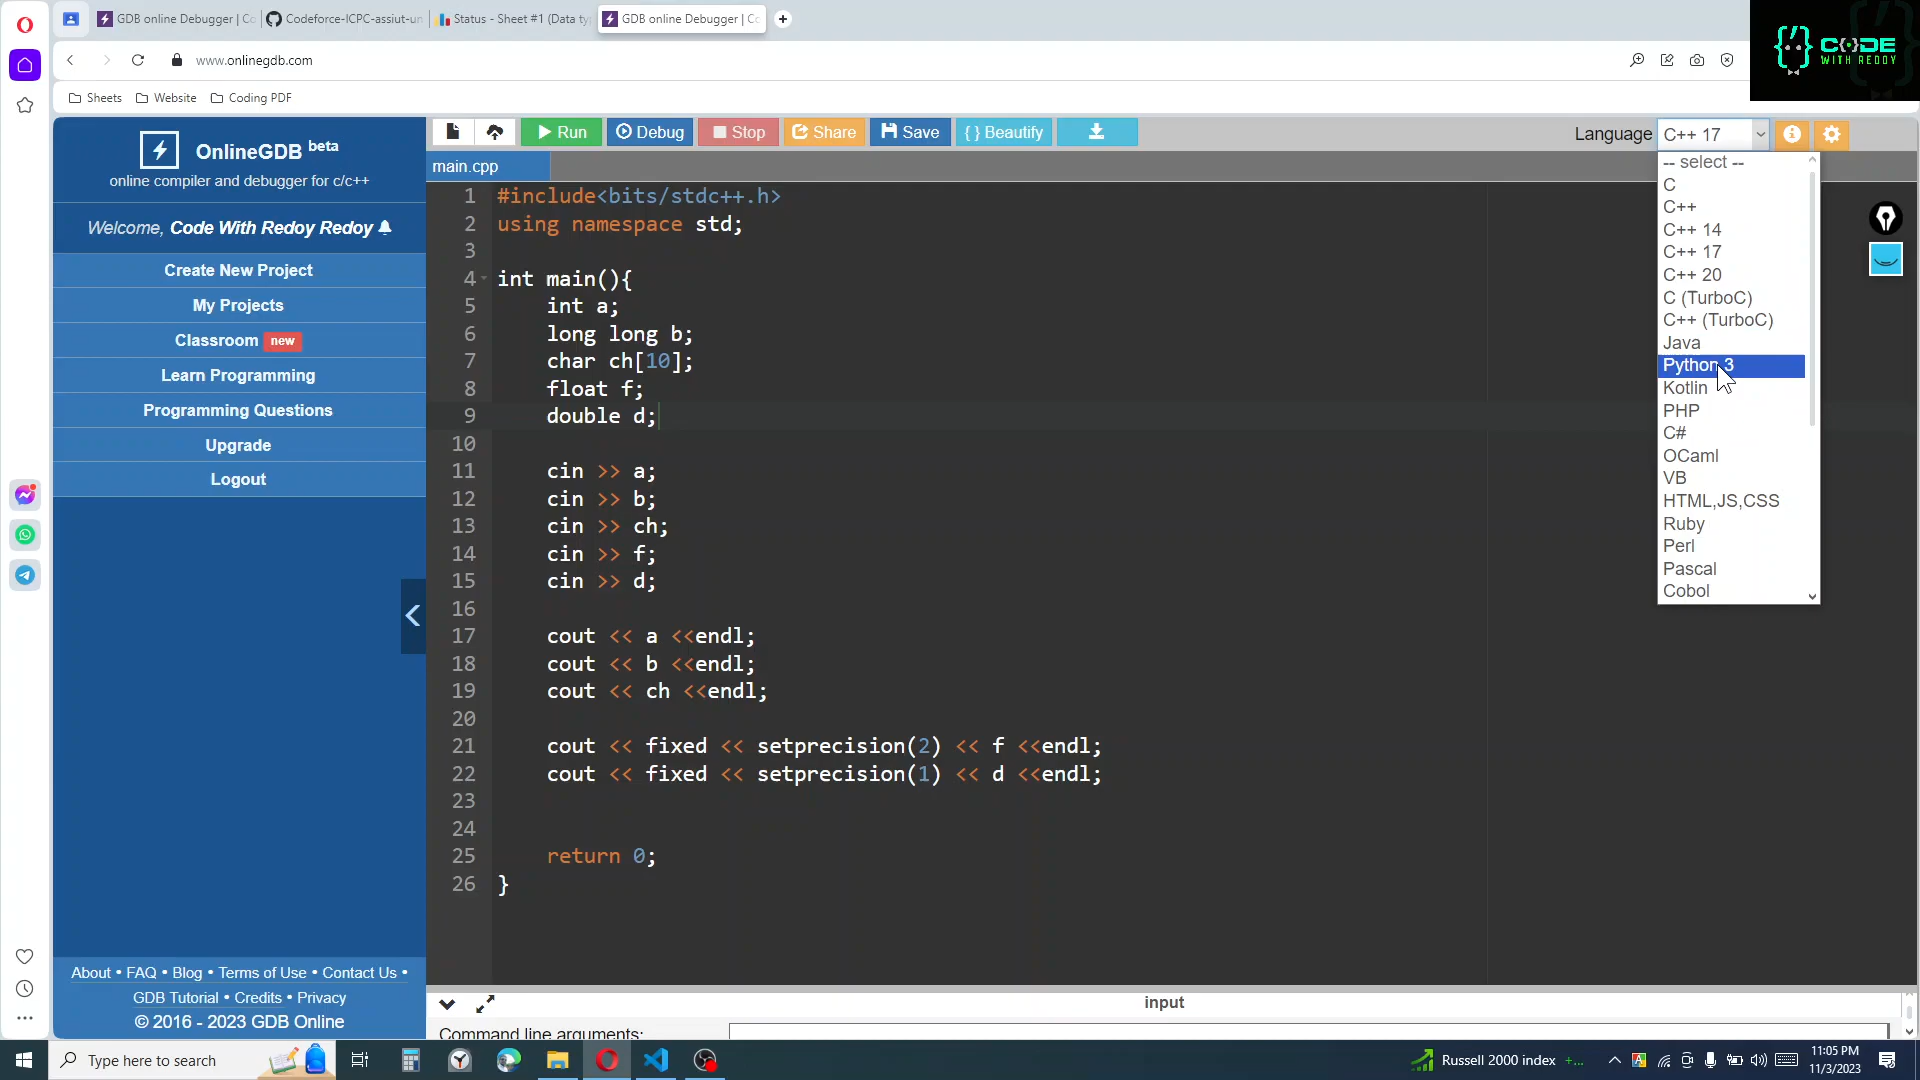 GDB online Debugger | Co
Codeforce-ICPC-assiut-un
Status - Sheet #1 (Data ty
GDB online Debugger | Co
www.onlinegdb.com
Sheets
Website
Coding PDF
CODE
WITH REDOY
OnlineGDB beta
online compiler and debugger for c/c++
Welcome, Code With Redoy Redoy
Create New Project
My Projects
Classroom new
Learn Programming
Programming Questions
Upgrade
Logout
About • FAQ • Blog • Terms of Use • Contact Us •
GDB Tutorial • Credits • Privacy
© 2016 - 2023 GDB Online
Run
Debug
Stop
Share
Save
{ } Beautify
Language
C++ 17
main.cpp
1 #include<bits/stdc++.h>
2 using namespace std;
3
4 int main(){
5 int a;
6 long long b;
7 char ch[10];
8 float f;
9 double d;
10
11 cin >> a;
12 cin >> b;
13 cin >> ch;
14 cin >> f;
15 cin >> d;
16
17 cout << a <<endl;
18 cout << b <<endl;
19 cout << ch <<endl;
20
21 cout << fixed << setprecision(2) << f <<endl;
22 cout << fixed << setprecision(1) << d <<endl;
23
24
25 return 0;
26 }
-- select --
C
C++
C++ 14
C++ 17
C++ 20
C (TurboC)
C++ (TurboC)
Java
Python 3
Kotlin
PHP
C#
OCaml
VB
HTML,JS,CSS
Ruby
Perl
Pascal
Cobol
input
Command line arguments:
Type here to search
Russell 2000 index +...
11:05 PM
11/3/2023